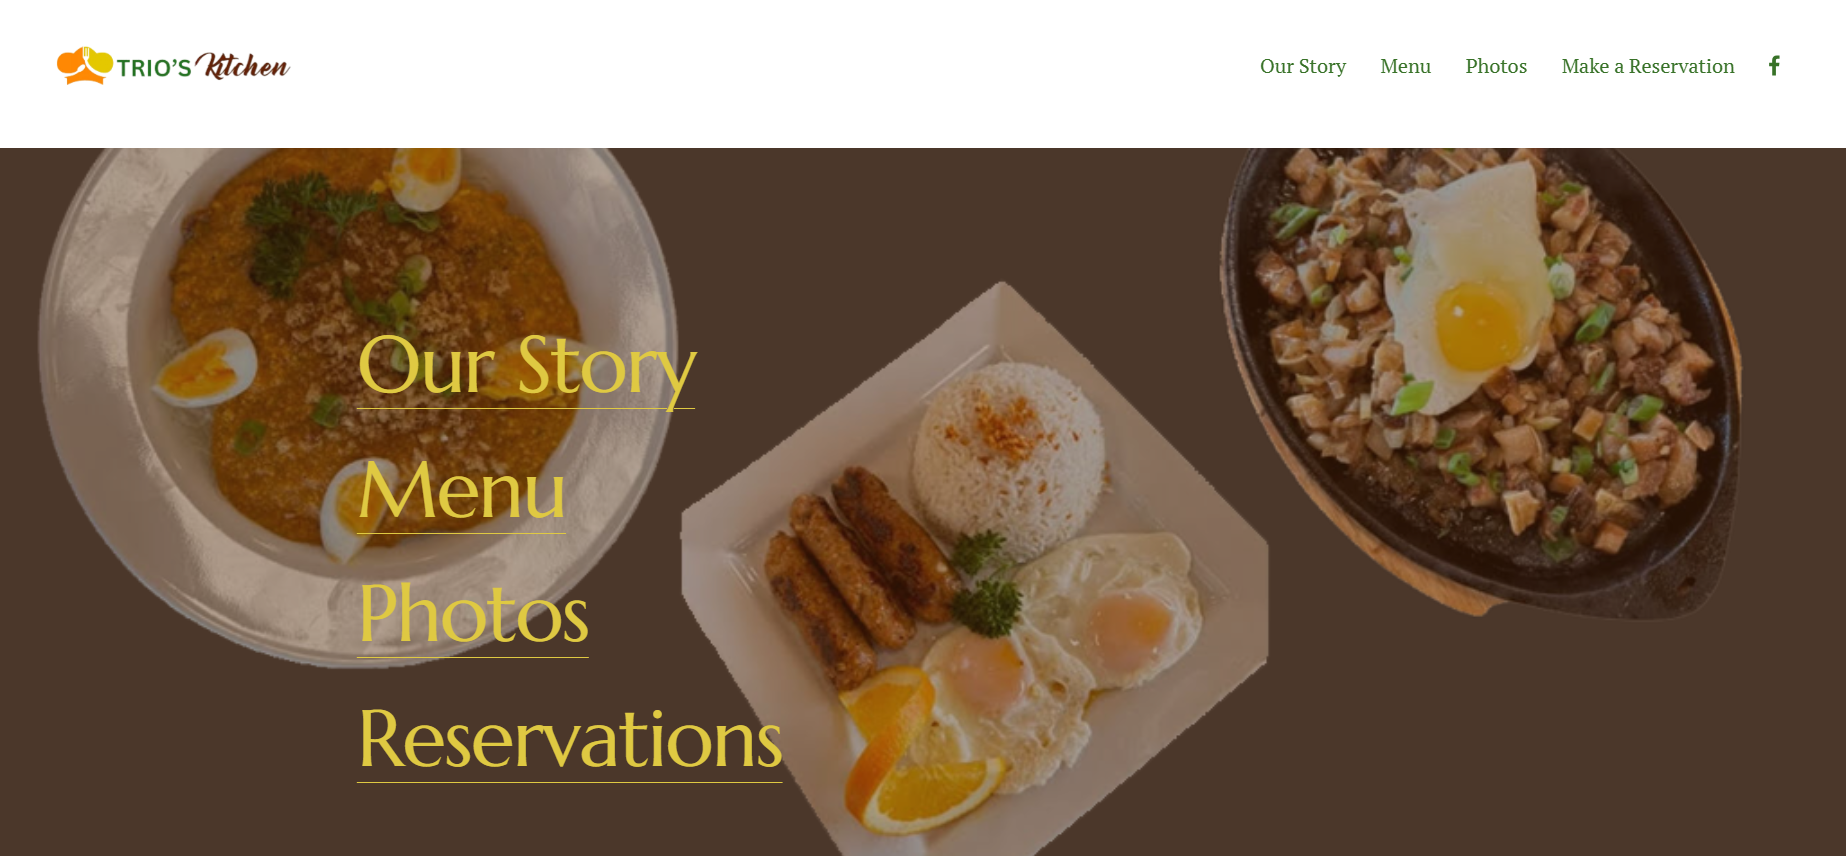 TRIO'S Kitchen
Our Story Menu Photos Make a Reservation
Our Story
Menu
Photos
Reservations